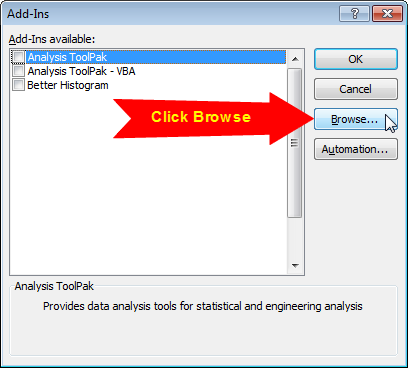 Add-Ins
Add-Ins available:
Analysis ToolPak
Analysis ToolPak - VBA
Better Histogram
OK
Cancel
Click Browse
Browse...
Automation...
Analysis ToolPak
Provides data analysis tools for statistical and engineering analysis